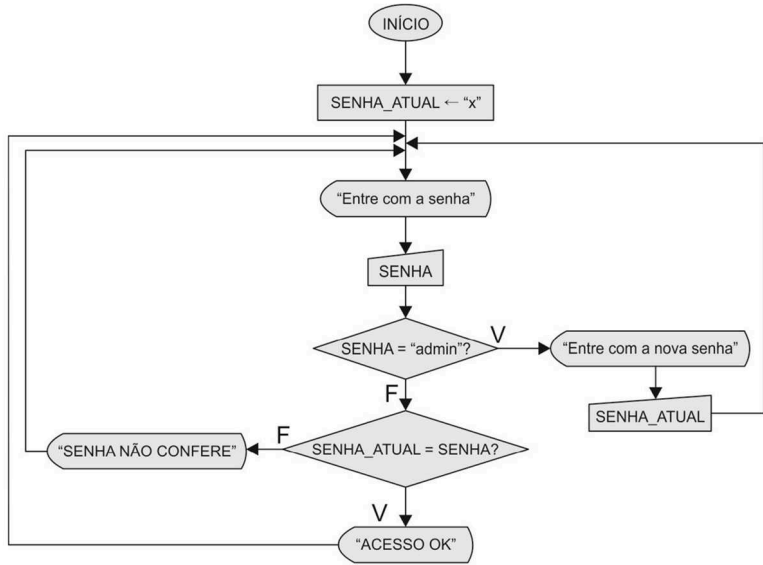 INÍCIO
SENHA_ATUAL ← “x”
“Entre com a senha”
SENHA
SENHA = “admin”?
V
“Entre com a nova senha”
F
SENHA_ATUAL
F
SENHA_ATUAL = SENHA?
“SENHA NÃO CONFERE”
V
“ACESSO OK”